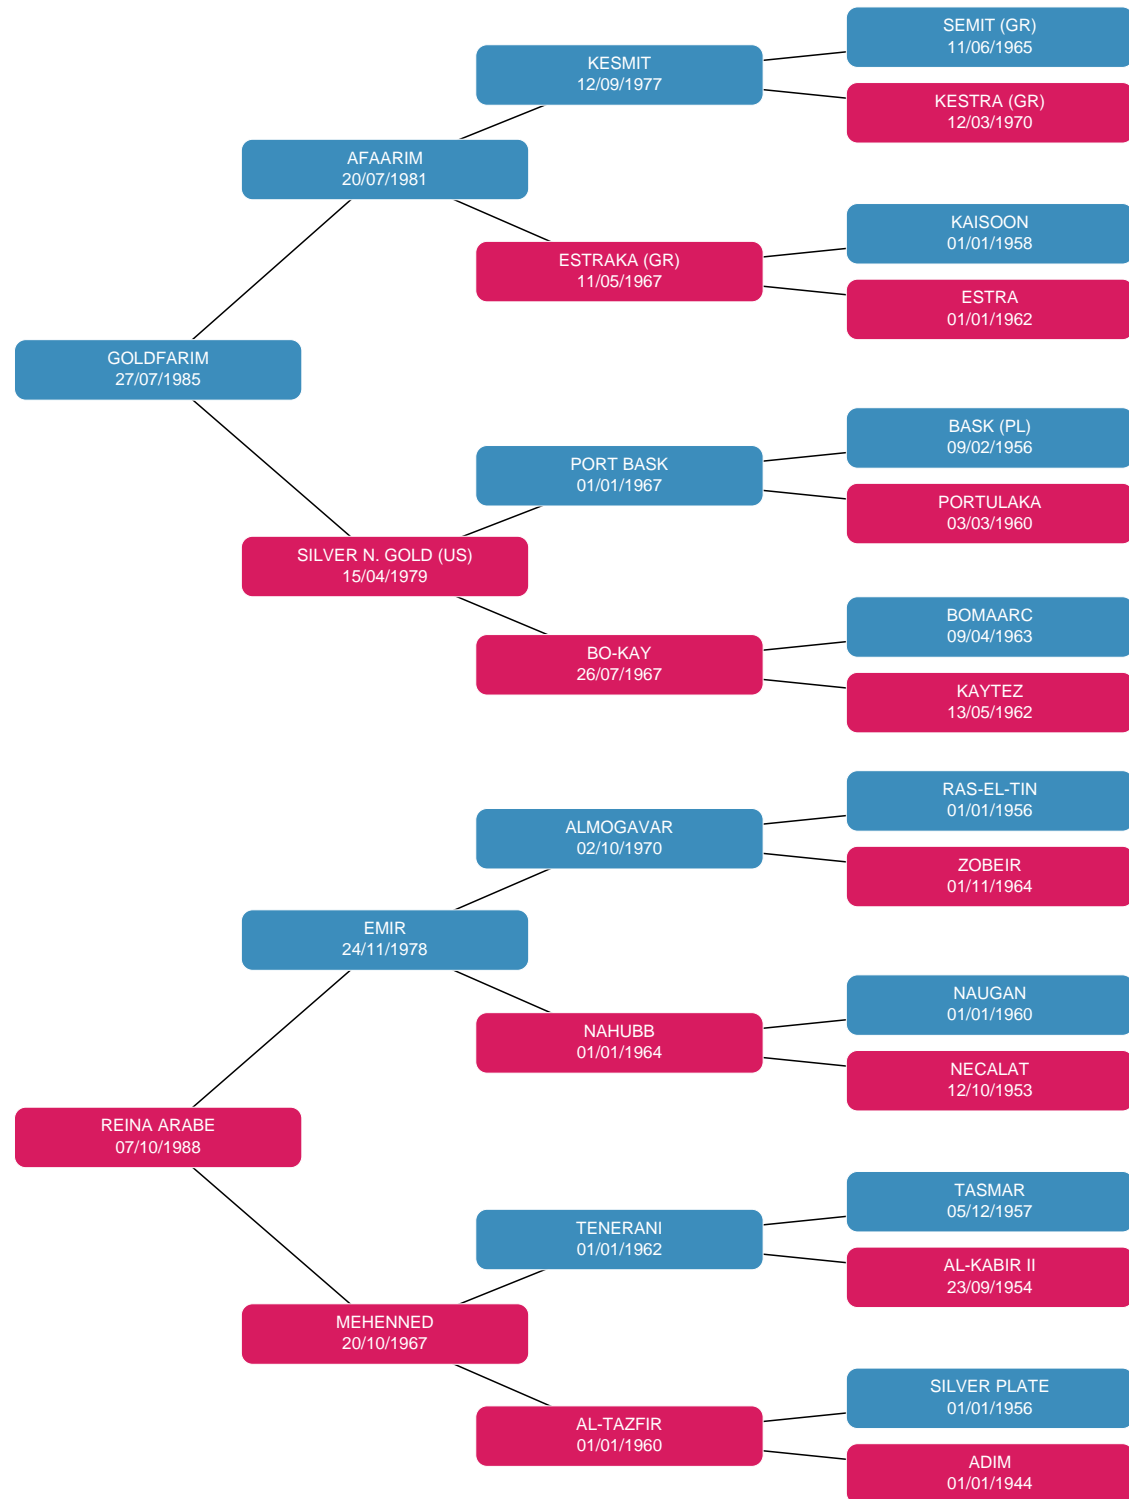 SEMIT (GR)
11/06/1965
KESMIT
12/09/1977
KESTRA (GR)
12/03/1970
AFAARIM
20/07/1981
KAISOON
01/01/1958
ESTRAKA (GR)
11/05/1967
ESTRA
01/01/1962
GOLDFARIM
27/07/1985
BASK (PL)
09/02/1956
PORT BASK
01/01/1967
PORTULAKA
03/03/1960
SILVER N. GOLD (US)
15/04/1979
BOMAARC
09/04/1963
BO-KAY
26/07/1967
KAYTEZ
13/05/1962
RAS-EL-TIN
01/01/1956
ALMOGAVAR
02/10/1970
ZOBEIR
01/11/1964
EMIR
24/11/1978
NAUGAN
01/01/1960
NAHUBB
01/01/1964
NECALAT
12/10/1953
REINA ARABE
07/10/1988
TASMAR
05/12/1957
TENERANI
01/01/1962
AL-KABIR II
23/09/1954
MEHENNED
20/10/1967
SILVER PLATE
01/01/1956
AL-TAZFIR
01/01/1960
ADIM
01/01/1944